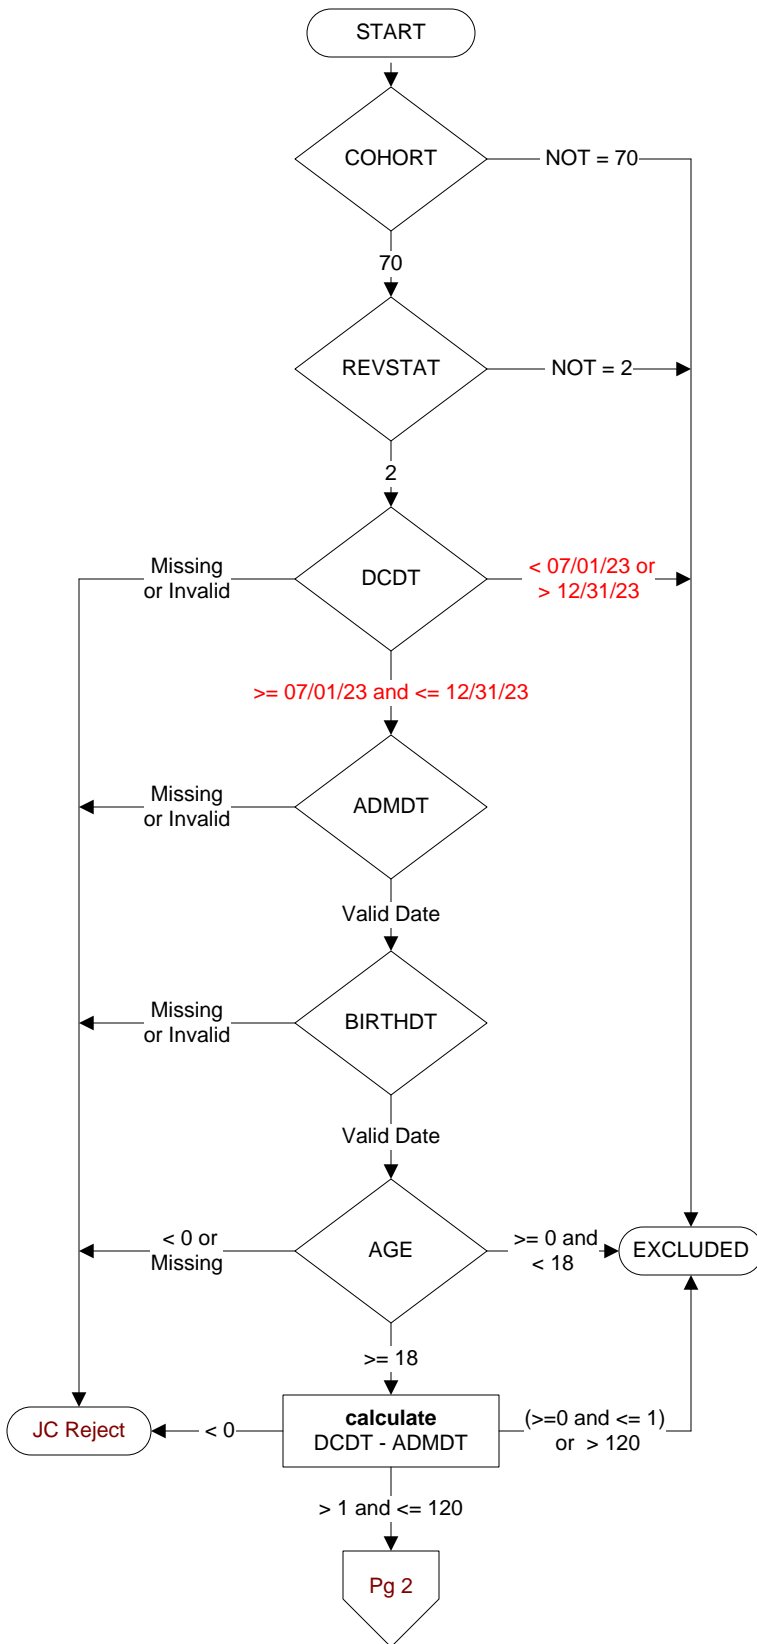 START
COHORT
NOT = 70
70
REVSTAT
NOT = 2
2
Missing
or Invalid
DCDT
< 07/01/23 or
> 12/31/23
>= 07/01/23 and <= 12/31/23
Missing
or Invalid
ADMDT
Valid Date
Missing
or Invalid
BIRTHDT
Valid Date
< 0 or
Missing
AGE
>= 0 and
< 18
EXCLUDED
>= 18
JC Reject
< 0
calculate
DCDT - ADMDT
(>=0 and <= 1)
or > 120
> 1 and <= 120
Pg 2